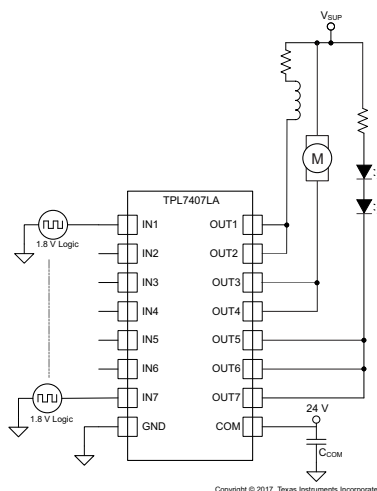 VSUP
TPL7407LA
M
IN1 OUT1
1.8 V Logic
IN2 OUT2
IN3 OUT3
IN4 OUT4
IN5 OUT5
IN6 OUT6
IN7 OUT7
1.8 V Logic
24 V
GND COM
CCOM
Copyright © 2017, Texas Instruments Incorporate